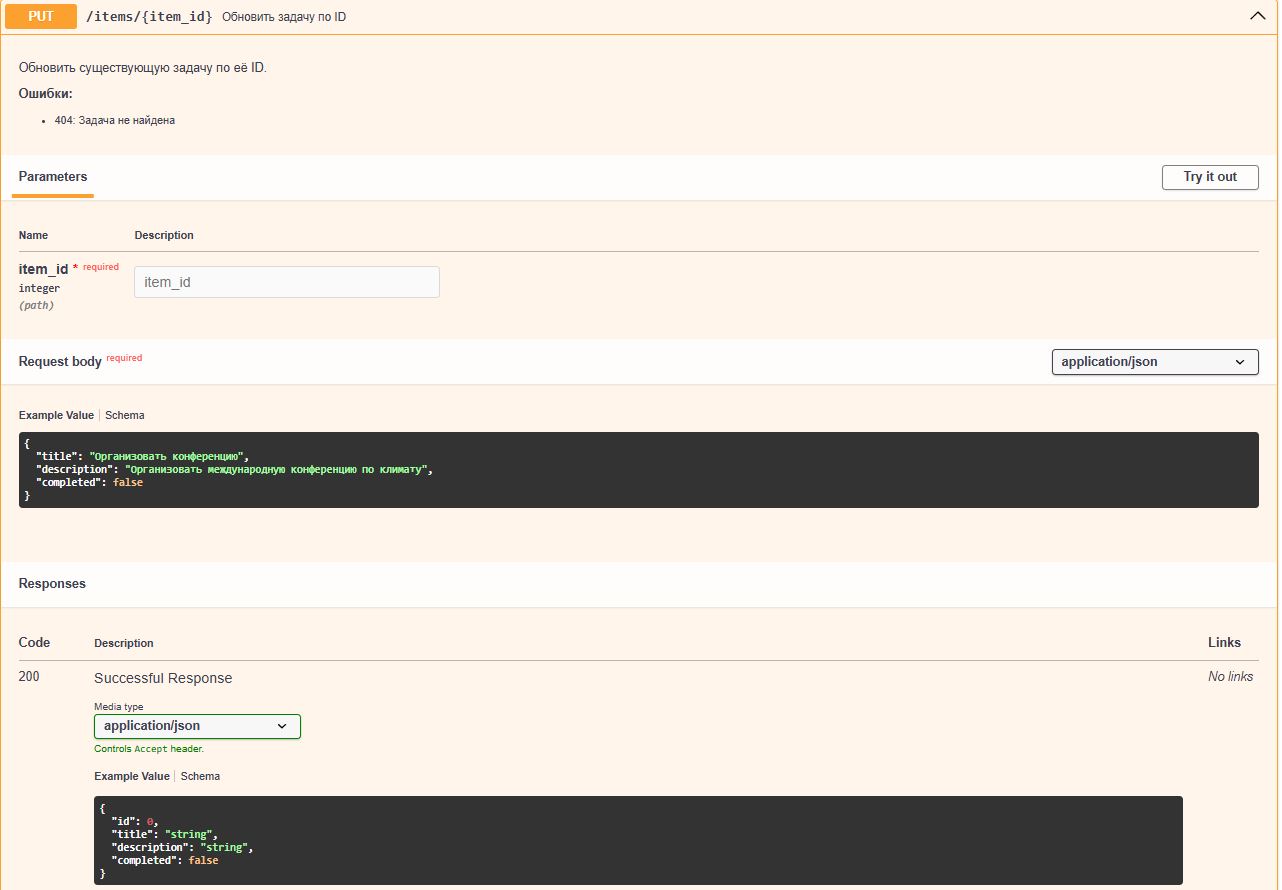 PUT /items/{item_id} Обновить задачу по ID
Обновить существующую задачу по её ID.
Ошибки:
• 404: Задача не найдена
Parameters
Try it out
Name Description
item_id * required
integer
(path)
item_id
Request body required
application/json
Example Value | Schema
{
  "title": "Организовать конференцию",
  "description": "Организовать международную конференцию по климату",
  "completed": false
}
Responses
Code Description Links
200 Successful Response No links
Media type
application/json
Controls Accept header.
Example Value | Schema
{
  "id": 0,
  "title": "string",
  "description": "string",
  "completed": false
}